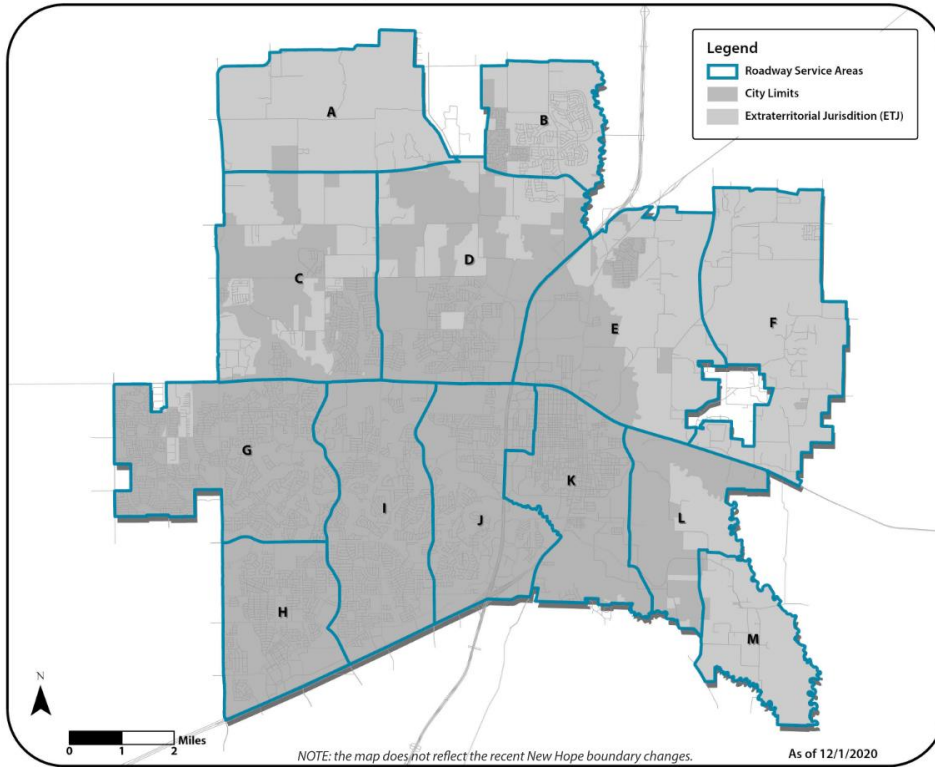 Legend
Roadway Service Areas
City Limits
Extraterritorial Jurisdition (ETJ)
A
B
C
D
E
F
G
H
I
J
K
L
M
N
0 1 2 Miles
NOTE: the map does not reflect the recent New Hope boundary changes.
As of 12/1/2020